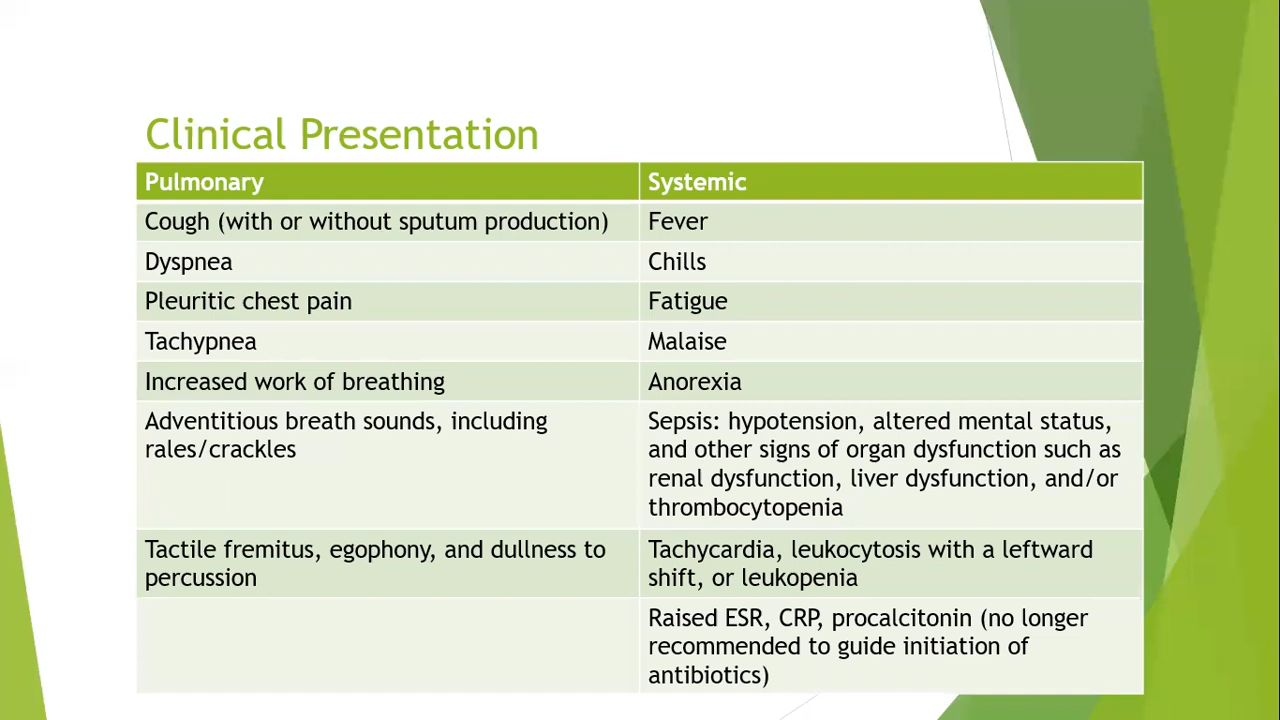 Clinical Presentation
Pulmonary
Systemic
Cough (with or without sputum production)
Fever
Dyspnea
Chills
Pleuritic chest pain
Fatigue
Tachypnea
Malaise
Increased work of breathing
Anorexia
Adventitious breath sounds, including
rales/crackles
Sepsis: hypotension, altered mental status,
and other signs of organ dysfunction such as
renal dysfunction, liver dysfunction, and/or
thrombocytopenia
Tactile fremitus, egophony, and dullness to
percussion
Tachycardia, leukocytosis with a leftward
shift, or leukopenia
Raised ESR, CRP, procalcitonin (no longer
recommended to guide initiation of
antibiotics)